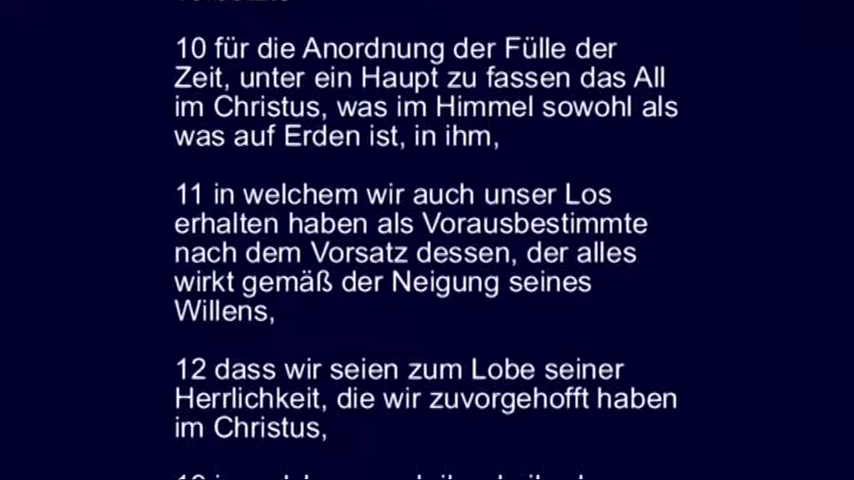 10 für die Anordnung der Fülle der
Zeit, unter ein Haupt zu fassen das All
im Christus, was im Himmel sowohl als
was auf Erden ist, in ihm,
11 in welchem wir auch unser Los
erhalten haben als Vorausbestimmte
nach dem Vorsatz dessen, der alles
wirkt gemäß der Neigung seines
Willens,
12 dass wir seien zum Lobe seiner
Herrlichkeit, die wir zuvorgehofft haben
im Christus,